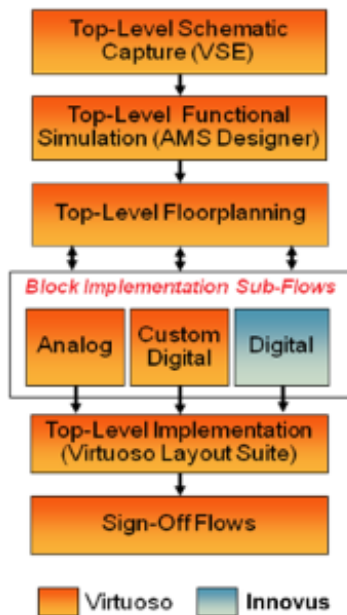 Top-Level Schematic
Capture (VSE)
Top-Level Functional
Simulation (AMS Designer)
Top-Level Floorplanning
Block Implementation Sub-Flows
Analog
Custom
Digital
Digital
Top-Level Implementation
(Virtuoso Layout Suite)
Sign-Off Flows
Virtuoso
Innovus